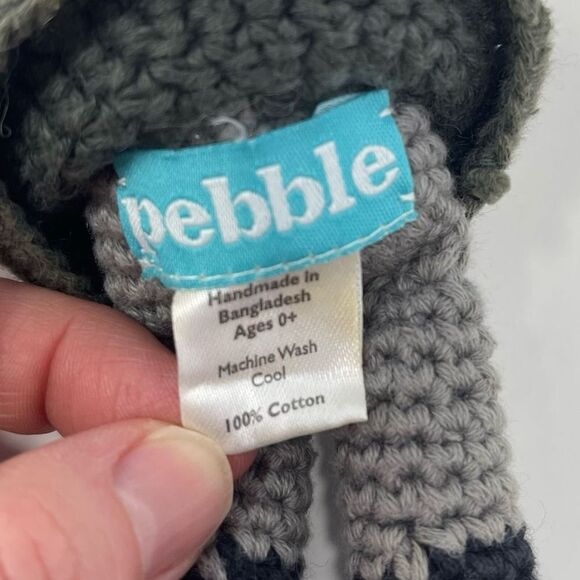 pebble
Handmade In
Bangladesh
Ages 0+
Machine Wash
Cool
100% Cotton